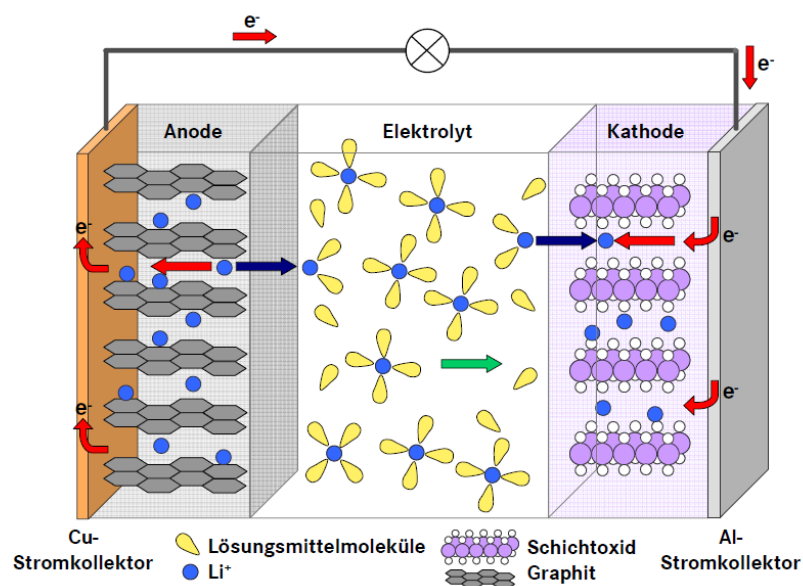 e-
e-
Anode
Elektrolyt
Kathode
e-
e-
e-
e-
Cu-
Stromkollektor
Lösungsmittelmoleküle
Li+
Schichtoxid
Graphit
Al-
Stromkollektor